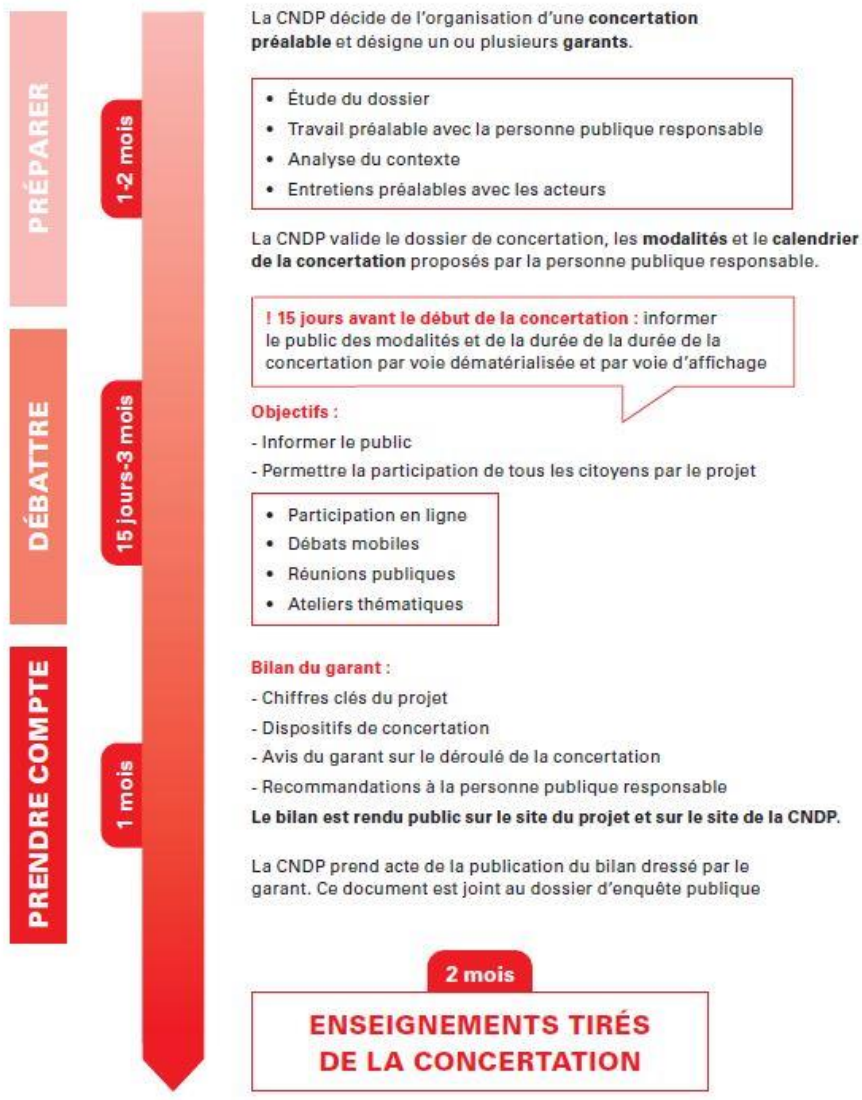 PRÉPARER
1-2 mois
La CNDP décide de l'organisation d'une concertation
préalable et désigne un ou plusieurs garants.
• Étude du dossier
• Travail préalable avec la personne publique responsable
• Analyse du contexte
• Entretiens préalables avec les acteurs
La CNDP valide le dossier de concertation, les modalités et le calendrier
de la concertation proposés par la personne publique responsable.
! 15 jours avant le début de la concertation : informer
le public des modalités et de la durée de la durée de la
concertation par voie dématérialisée et par voie d'affichage
DÉBATTRE
15 jours-3 mois
Objectifs :
- Informer le public
- Permettre la participation de tous les citoyens par le projet
• Participation en ligne
• Débats mobiles
• Réunions publiques
• Ateliers thématiques
PRENDRE COMPTE
1 mois
Bilan du garant :
- Chiffres clés du projet
- Dispositifs de concertation
- Avis du garant sur le déroulé de la concertation
- Recommandations à la personne publique responsable
Le bilan est rendu public sur le site du projet et sur le site de la CNDP.
La CNDP prend acte de la publication du bilan dressé par le
garant. Ce document est joint au dossier d'enquête publique
2 mois
ENSEIGNEMENTS TIRÉS
DE LA CONCERTATION